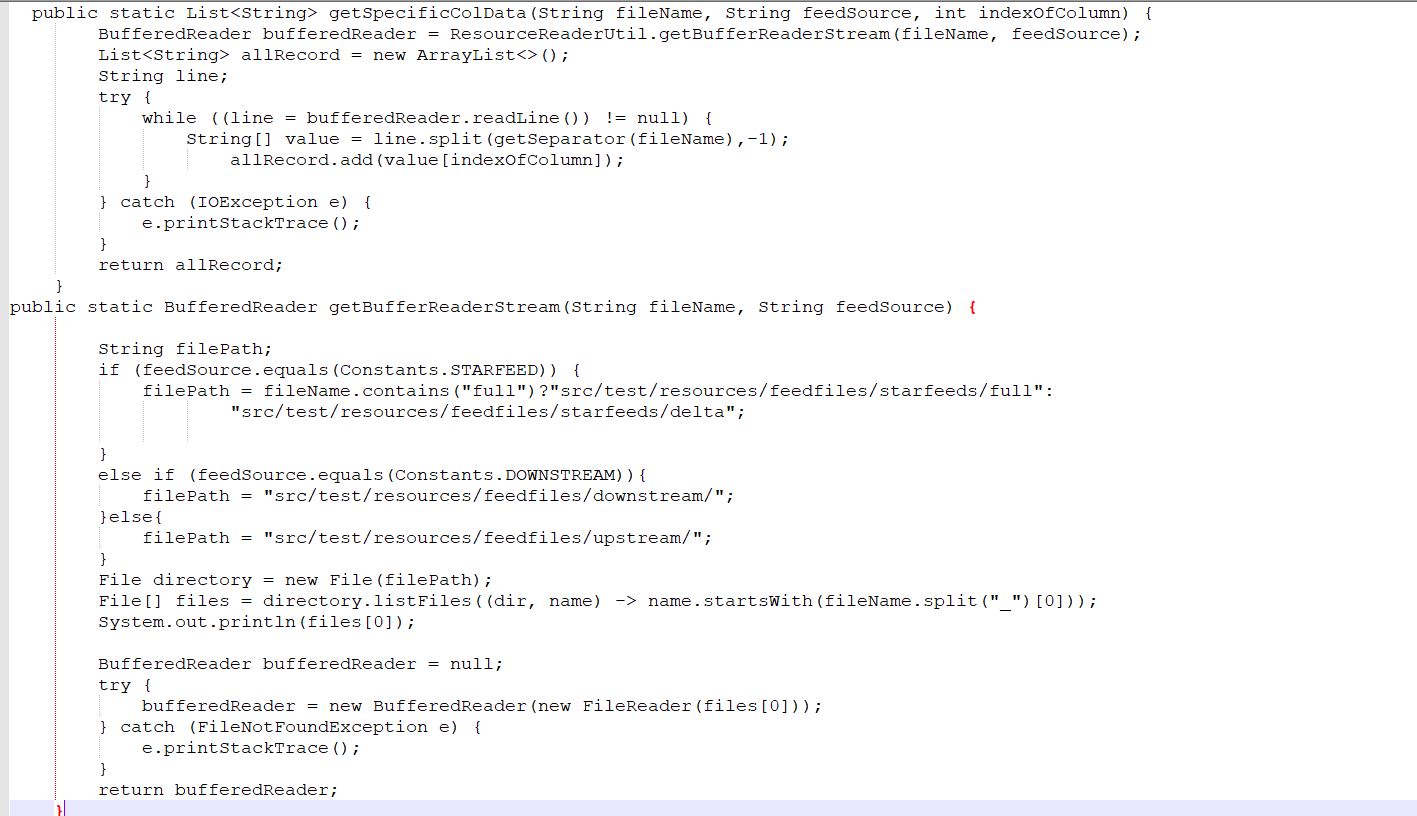 public static List<String> getSpecificColData(String fileName, String feedSource, int indexOfColumn) {
BufferedReader bufferedReader = ResourceReaderUtil.getBufferReaderStream(fileName, feedSource);
List<String> allRecord = new ArrayList<>();
String line;
try {
while ((line = bufferedReader.readLine()) != null) {
String[] value = line.split(getSeparator(fileName),-1);
allRecord.add(value[indexOfColumn]);
}
} catch (IOException e) {
e.printStackTrace();
}
return allRecord;
}
public static BufferedReader getBufferReaderStream(String fileName, String feedSource) {
String filePath;
if (feedSource.equals(Constants.STARFEED)) {
filePath = fileName.contains("full")?"src/test/resources/feedfiles/starfeeds/full":
"src/test/resources/feedfiles/starfeeds/delta";
}
else if (feedSource.equals(Constants.DOWNSTREAM)){
filePath = "src/test/resources/feedfiles/downstream/";
}else{
filePath = "src/test/resources/feedfiles/upstream/";
}
File directory = new File(filePath);
File[] files = directory.listFiles((dir, name) -> name.startsWith(fileName.split("_")[0]));
System.out.println(files[0]);
BufferedReader bufferedReader = null;
try {
bufferedReader = new BufferedReader(new FileReader(files[0]));
} catch (FileNotFoundException e) {
e.printStackTrace();
}
return bufferedReader;
}